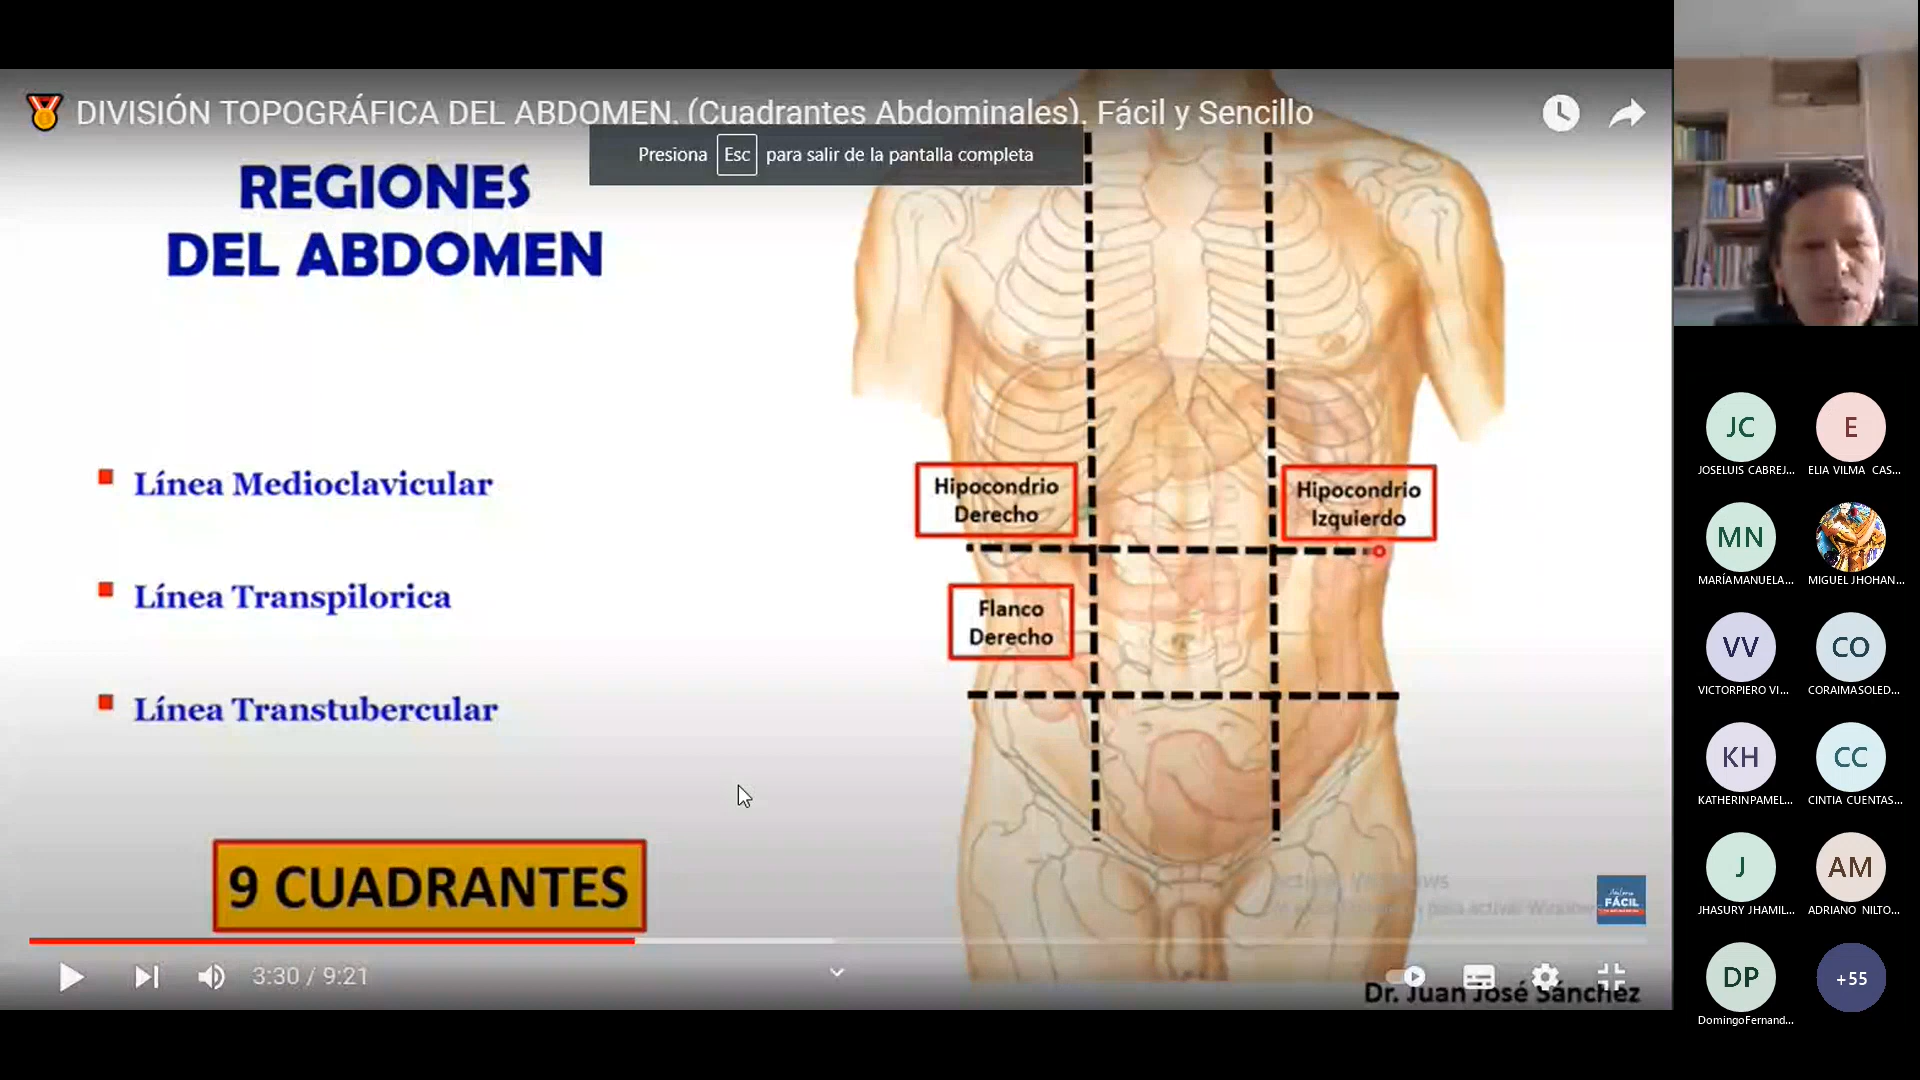 DIVISIÓN TOPOGRÁFICA DEL ABDOMEN. (Cuadrantes Abdominales). Fácil y Sencillo
Presiona Esc para salir de la pantalla completa
REGIONES
DEL ABDOMEN
Línea Medioclavicular
Línea Transpilorica
Línea Transtubercular
9 CUADRANTES
Hipocondrio
Derecho
Hipocondrio
Izquierdo
Flanco
Derecho
FÁCIL
3:30 / 9:21
Dr. Juan José Sánchez
JC
JOSELUIS CABREJ...
E
ELIA VILMA CAS...
MN
MARÍAMANUELA...
MIGUEL JHOHAN...
VV
VICTORPIERO VI...
CO
CORAIMASOLED...
KH
KATHERINPAMEL...
CC
CINTIA CUENTAS...
J
JHASURY JHAMIL...
AM
ADRIANO NILTO...
DP
DomingoFernand...
+55